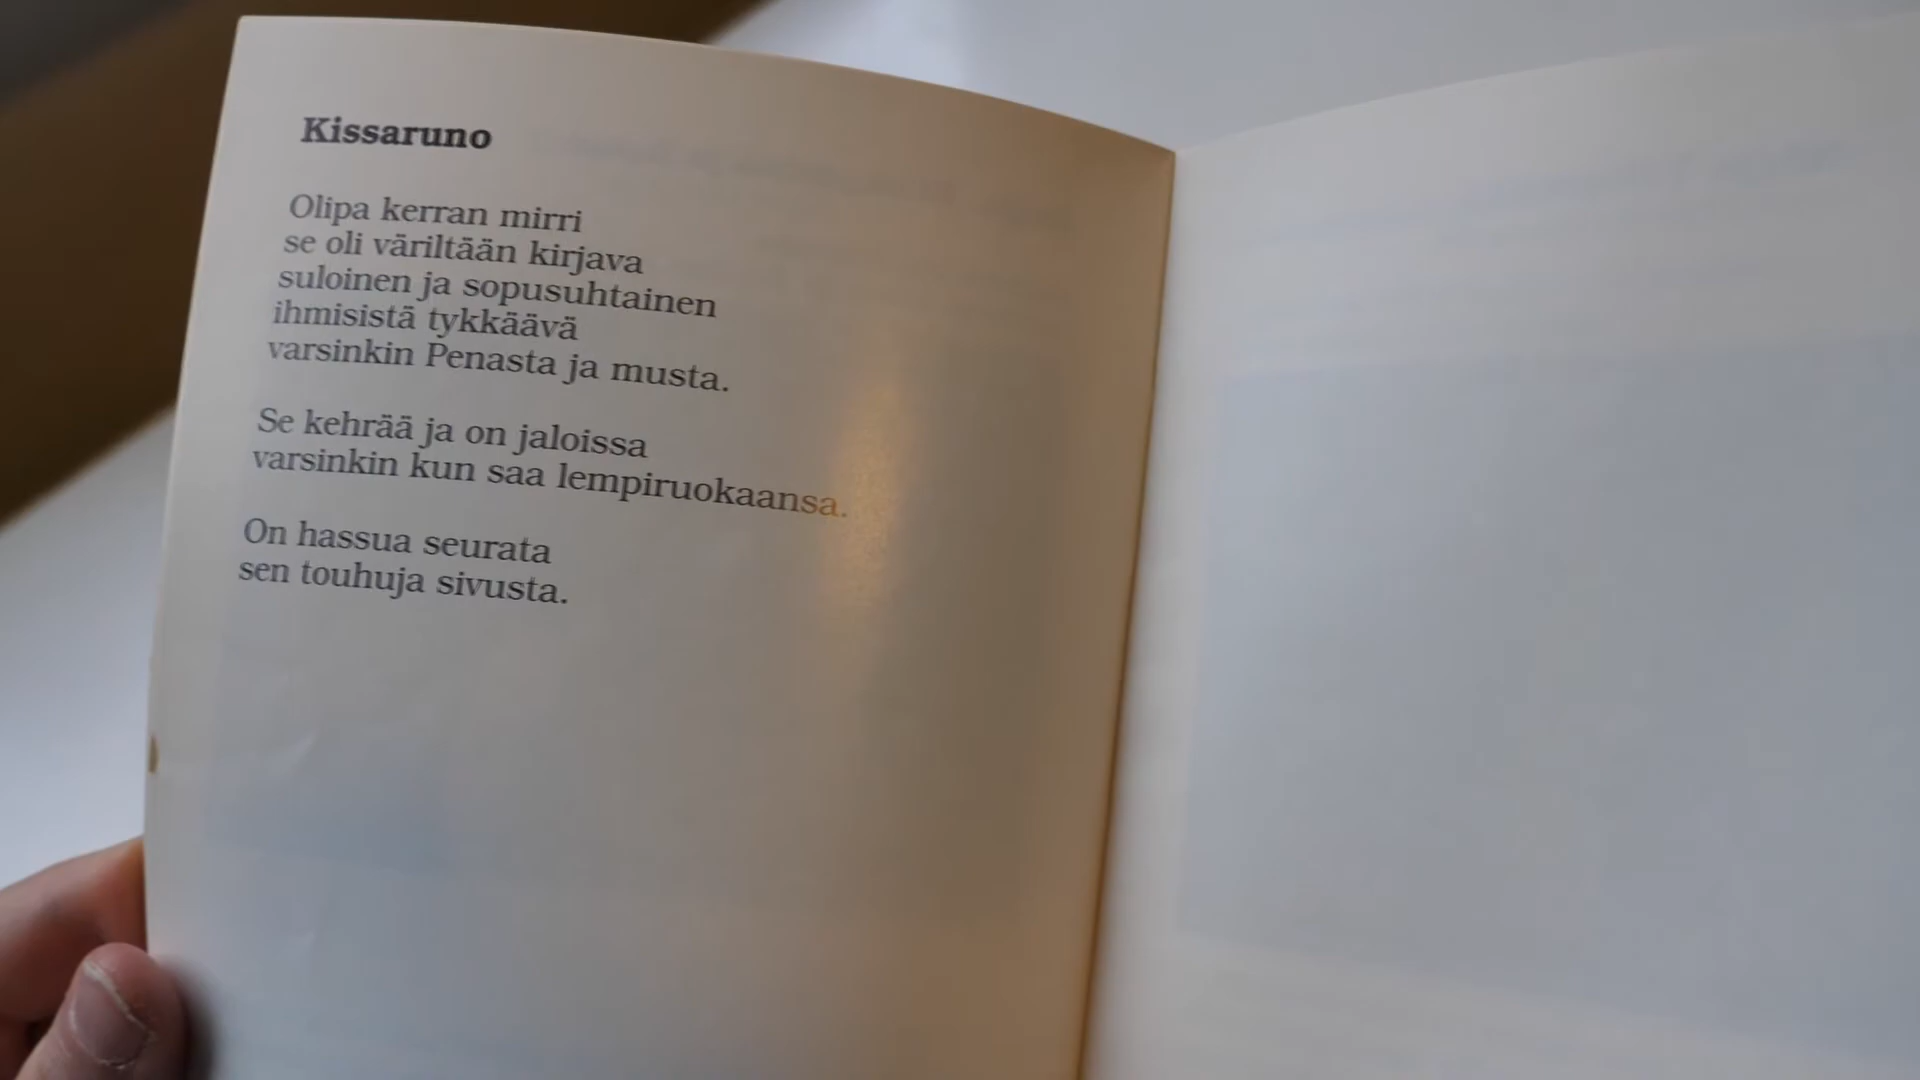 Kissaruno
Olipa kerran mirri
se oli väriltään kirjava
suloinen ja sopusuhtainen
ihmisistä tykkäävä
varsinkin Penasta ja musta.
Se kehrää ja on jaloissa
varsinkin kun saa lempiruokaansa.
On hassua seurata
sen touhuja sivusta.